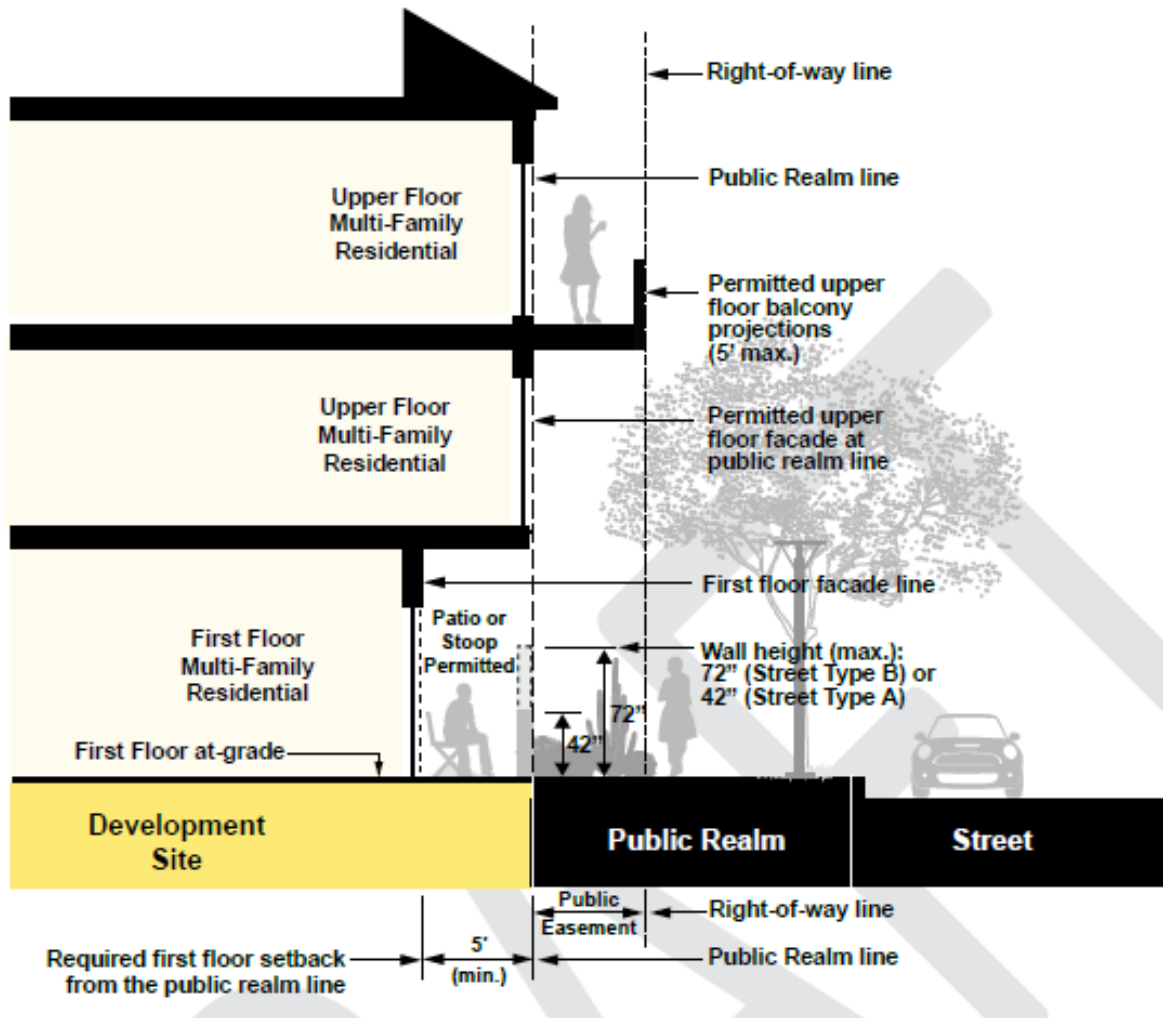 Right-of-way line
Public Realm line
Upper Floor
Multi-Family
Residential
Permitted upper
floor balcony
projections
(5' max.)
Upper Floor
Multi-Family
Residential
Permitted upper
floor facade at
public realm line
First floor facade line
Patio or
Stoop
Permitted
First Floor
Multi-Family
Residential
Wall height (max.):
72” (Street Type B) or
42” (Street Type A)
72”
42”
First Floor at-grade
Development
Site
Public Realm
Street
Public
Easement
Right-of-way line
Required first floor setback
from the public realm line
5'
(min.)
Public Realm line